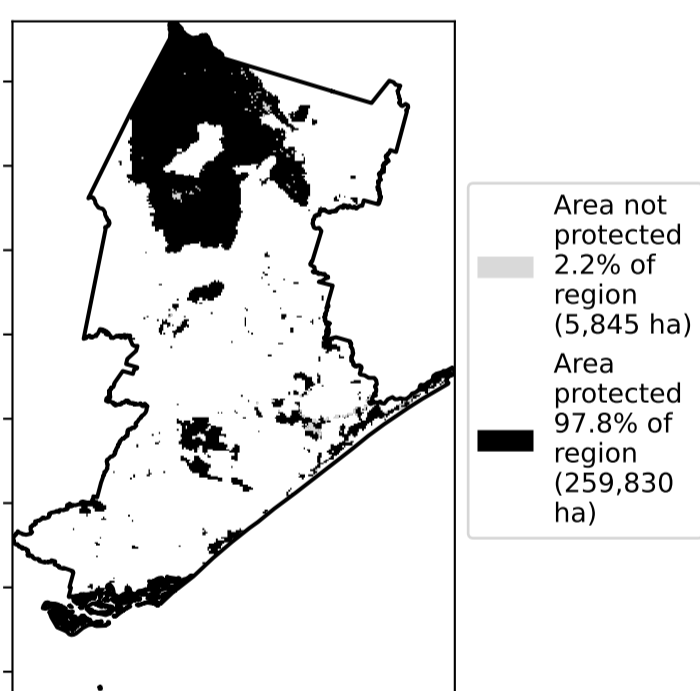 Area not
protected
2.2% of
region
(5,845 ha)
Area
protected
97.8% of
region
(259,830
ha)